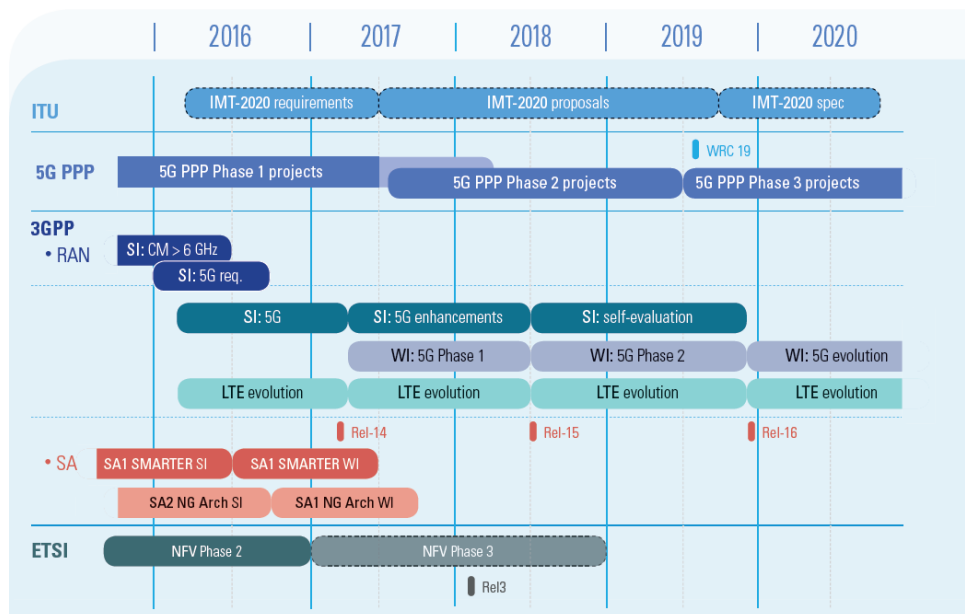 2016 2017 2018 2019 2020
ITU
IMT-2020 requirements IMT-2020 proposals IMT-2020 spec
WRC 19
5G PPP
5G PPP Phase 1 projects
5G PPP Phase 2 projects 5G PPP Phase 3 projects
3GPP
• RAN
SI: CM > 6 GHz
SI: 5G req.
SI: 5G SI: 5G enhancements SI: self-evaluation
WI: 5G Phase 1 WI: 5G Phase 2 WI: 5G evolution
LTE evolution LTE evolution LTE evolution LTE evolution
Rel-14 Rel-15 Rel-16
• SA
SA1 SMARTER SI SA1 SMARTER WI
SA2 NG Arch SI SA1 NG Arch WI
ETSI
NFV Phase 2 NFV Phase 3
Rel3